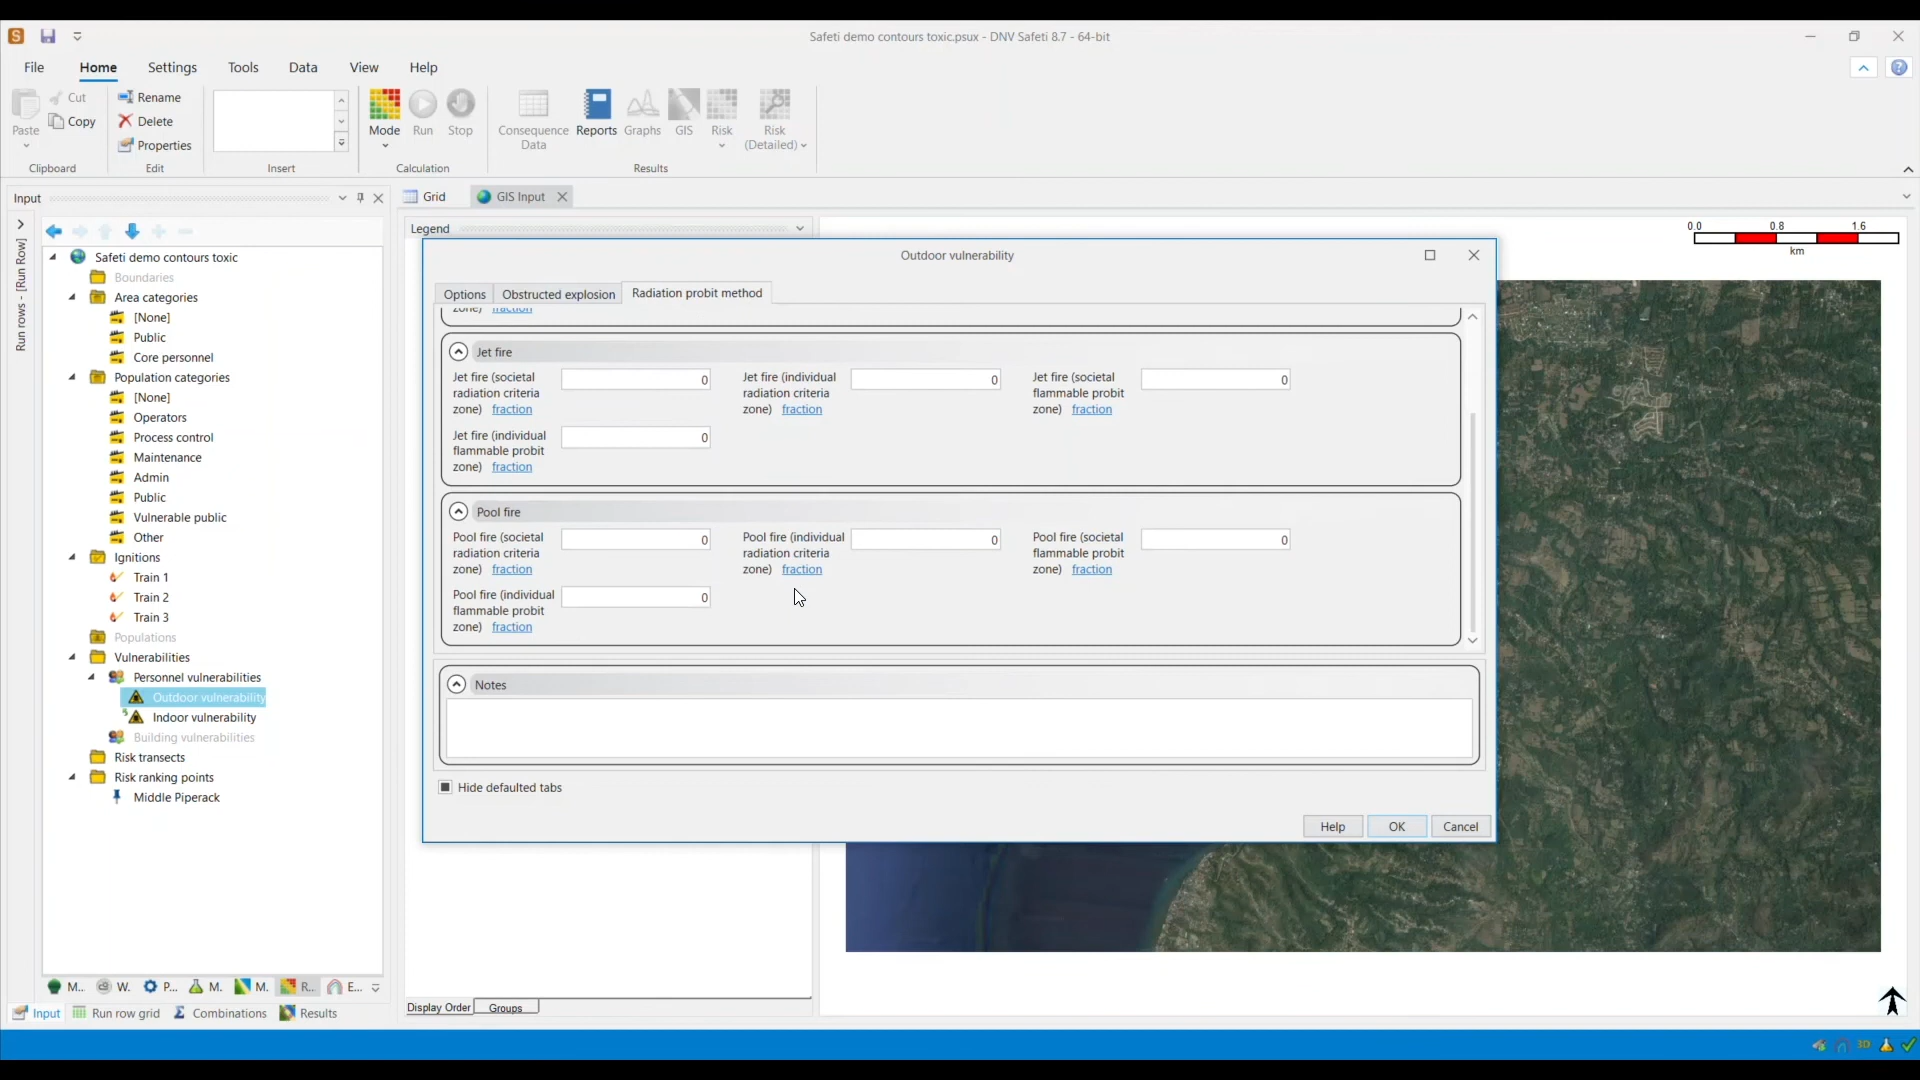 S
Safeti demo contours toxic.psux - DNV Safeti 8.7 - 64-bit
File Home Settings Tools Data View Help
Paste
Cut
Copy
Clipboard
Rename
Delete
Properties
Edit
Insert
Mode
Run
Stop
Calculation
Consequence
Data
Reports
Graphs
GIS
Risk
Risk
(Detailed)
Results
Input
Run rows - [Run Row]
Safeti demo contours toxic
Boundaries
Area categories
[None]
Public
Core personnel
Population categories
[None]
Operators
Process control
Maintenance
Admin
Public
Vulnerable public
Other
Ignitions
Train 1
Train 2
Train 3
Populations
Vulnerabilities
Personnel vulnerabilities
Outdoor vulnerability
Indoor vulnerability
Building vulnerabilities
Risk transects
Risk ranking points
Middle Piperack
M... W. P... M. M. R.. E...
Input Run row grid Combinations Results
Grid GIS Input
Legend
0.0 0.8 1.6
km
Outdoor vulnerability
Options Obstructed explosion Radiation probit method
zone) fraction
Jet fire
Jet fire (societal
radiation criteria
zone) fraction
0
Jet fire (individual
radiation criteria
zone) fraction
0
Jet fire (societal
flammable probit
zone) fraction
0
Jet fire (individual
flammable probit
zone) fraction
0
Pool fire
Pool fire (societal
radiation criteria
zone) fraction
0
Pool fire (individual
radiation criteria
zone) fraction
0
Pool fire (societal
flammable probit
zone) fraction
0
Pool fire (individual
flammable probit
zone) fraction
0
Notes
Hide defaulted tabs
Help OK Cancel
Display Order Groups
3D